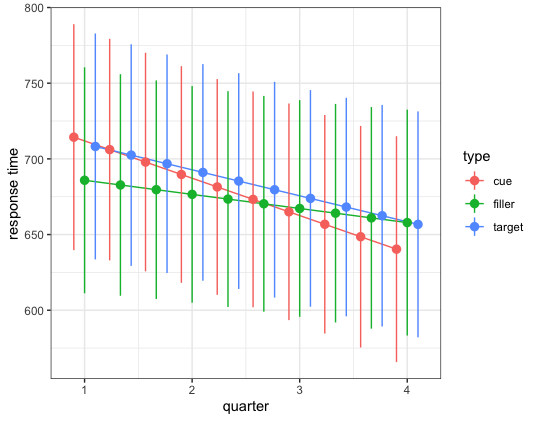 800
750
700
650
600
response time
1
2
3
4
quarter
type
cue
filler
target